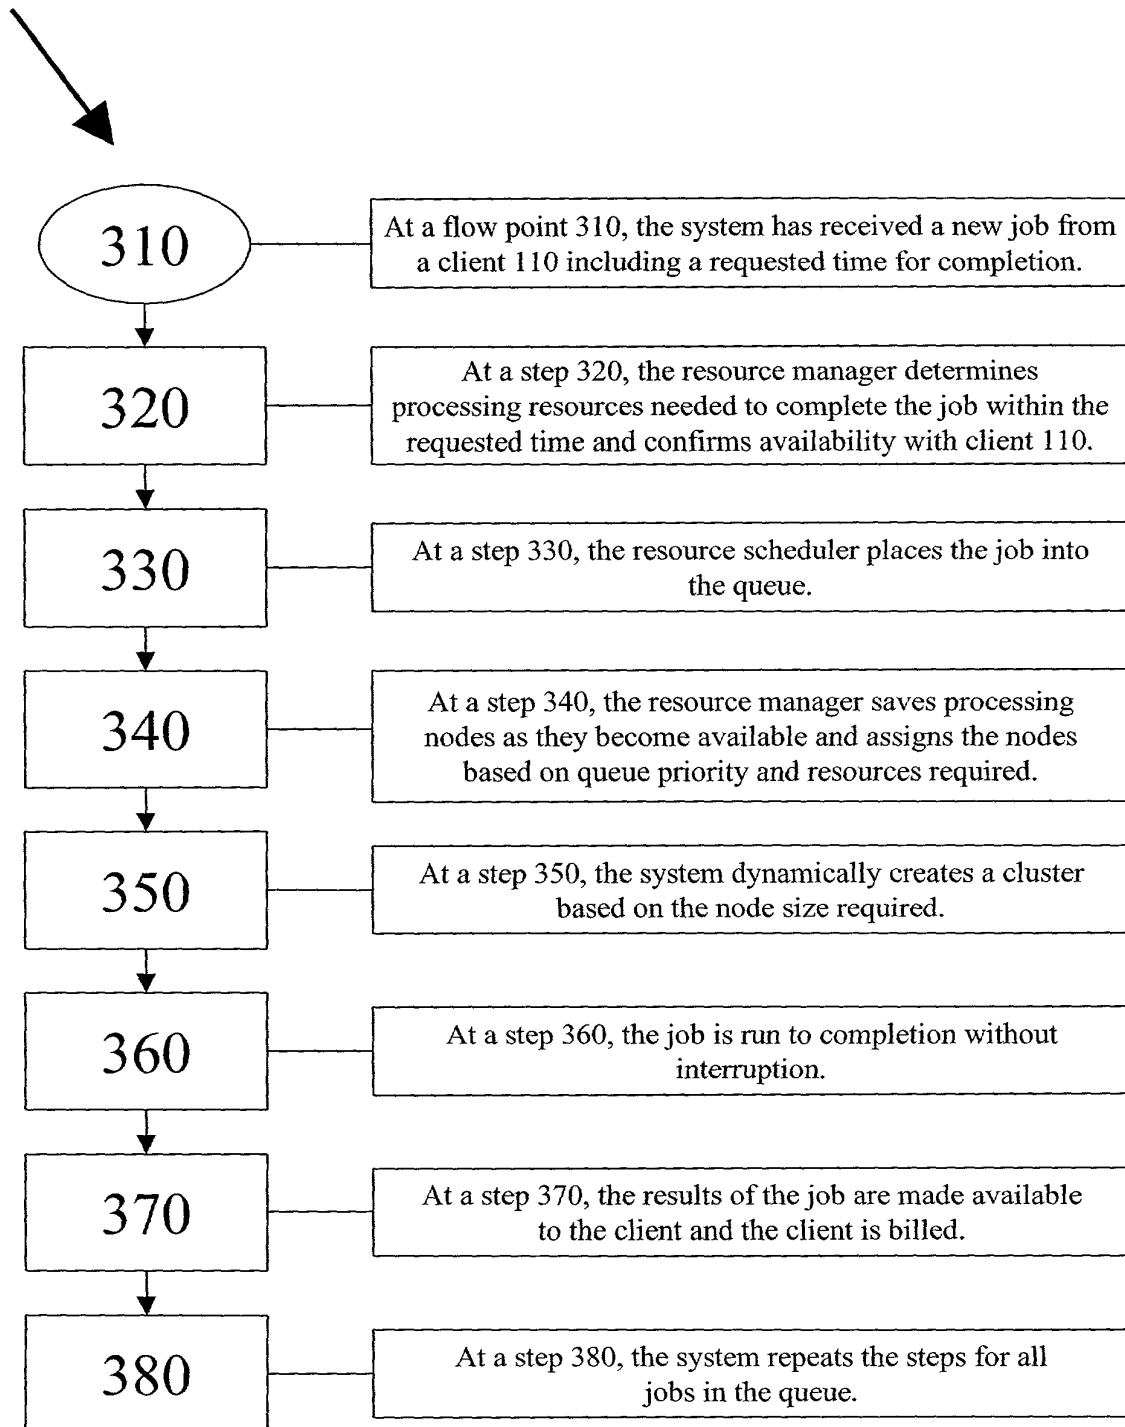 310
At a flow point 310, the system has received a new job from
a client 110 including a requested time for completion.
320
At a step 320, the resource manager determines
processing resources needed to complete the job within the
requested time and confirms availability with client 110.
330
At a step 330, the resource scheduler places the job into
the queue.
340
At a step 340, the resource manager saves processing
nodes as they become available and assigns the nodes
based on queue priority and resources required.
350
At a step 350, the system dynamically creates a cluster
based on the node size required.
360
At a step 360, the job is run to completion without
interruption.
370
At a step 370, the results of the job are made available
to the client and the client is billed.
380
At a step 380, the system repeats the steps for all
jobs in the queue.